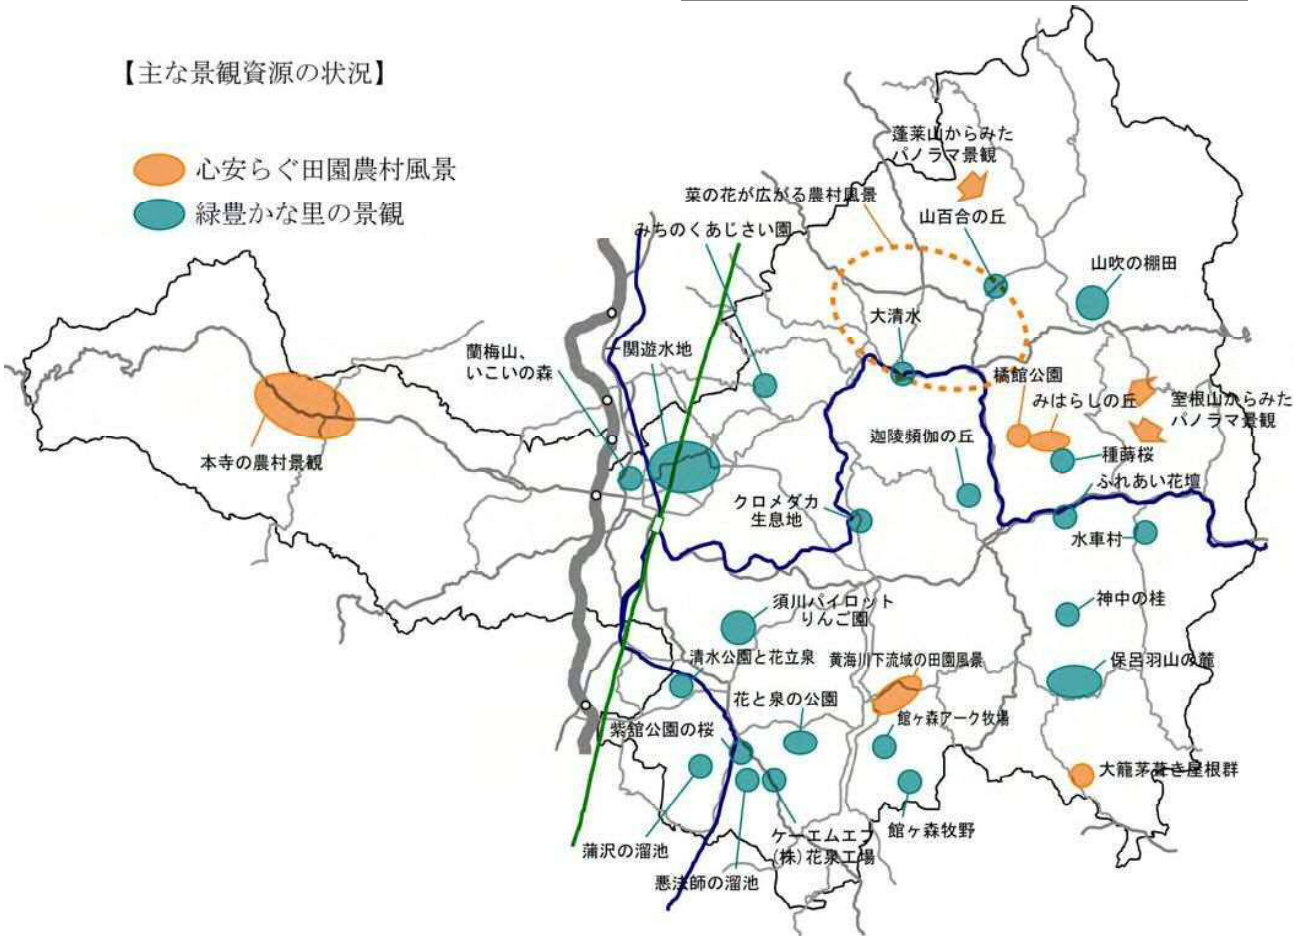 【主な景観資源の状況】
心安らぐ田園農村風景
緑豊かな里の景観
蓬莱山からみた
パノラマ景観
菜の花が広がる農村風景
山百合の丘
みちのくあじさい園
山吹の棚田
大清水
蘭梅山、
いこいの森
一関遊水地
橘館公園
みはらしの丘
室根山からみた
パノラマ景観
本寺の農村景観
迦陵頻伽の丘
種蒔桜
ふれあい花壇
クロメダカ
生息地
水車村
須川パイロット
りんご園
神中の桂
清水公園と花立泉
黄海川下流域の田園風景
保呂羽山の麓
花と泉の公園
館ヶ森アーク牧場
紫舘公園の桜
大籠茅葺き屋根群
蒲沢の溜池
ケーエムエフ
(株)花泉工場
館ヶ森牧野
悪法師の溜池